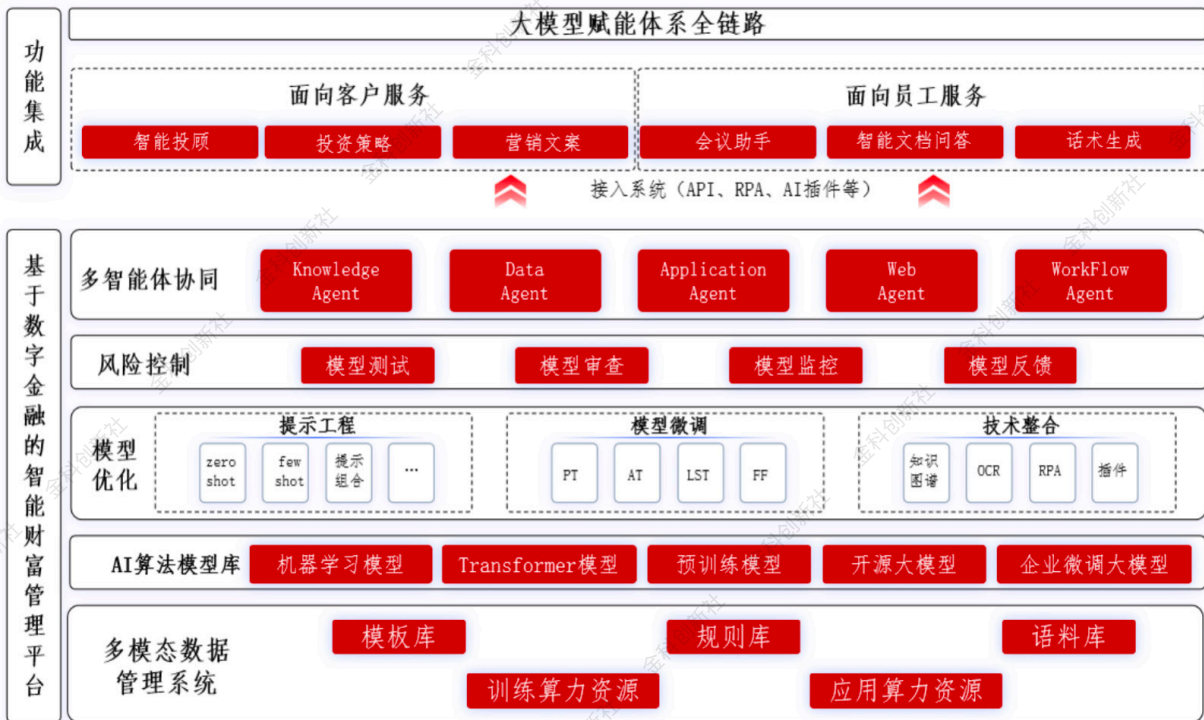 大模型赋能体系全链路
功能集成
面向客户服务
面向员工服务
智能投顾
投资策略
营销文案
会议助手
智能文档问答
话术生成
接入系统（API、RPA、AI插件等）
基于数字金融的智能财富管理平台
多智能体协同
Knowledge
Agent
Data
Agent
Application
Agent
Web
Agent
WorkFlow
Agent
风险控制
模型测试
模型审查
模型监控
模型反馈
模型
优化
提示工程
zero
shot
few
shot
提示
组合
...
模型微调
PT
AT
LST
FF
技术整合
知识
图谱
OCR
RPA
插件
AI算法模型库
机器学习模型
Transformer模型
预训练模型
开源大模型
企业微调大模型
多模态数据
管理系统
模板库
规则库
语料库
训练算力资源
应用算力资源
金科创新社